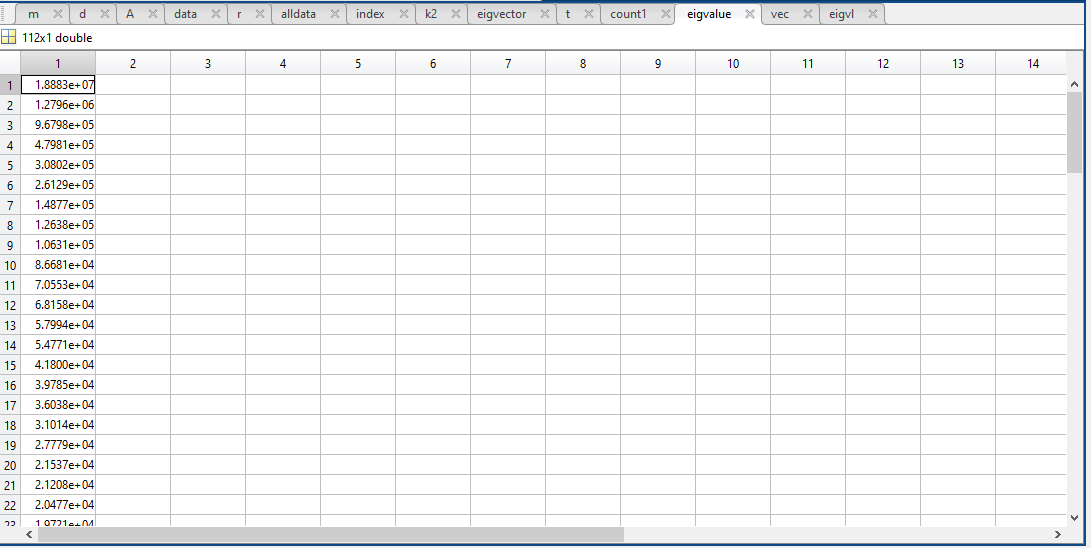 m d A data r alldata index k2 eigvector t count1 eigvalue vec eigvl
112x1 double
1 2 3 4 5 6 7 8 9 10 11 12 13 14
1 1.8883e+07
2 1.2796e+06
3 9.6798e+05
4 4.7981e+05
5 3.0802e+05
6 2.6129e+05
7 1.4877e+05
8 1.2638e+05
9 1.0631e+05
10 8.6681e+04
11 7.0553e+04
12 6.8158e+04
13 5.7994e+04
14 5.4771e+04
15 4.1800e+04
16 3.9785e+04
17 3.6038e+04
18 3.1014e+04
19 2.7779e+04
20 2.1537e+04
21 2.1208e+04
22 2.0477e+04
23 1.9721e+04